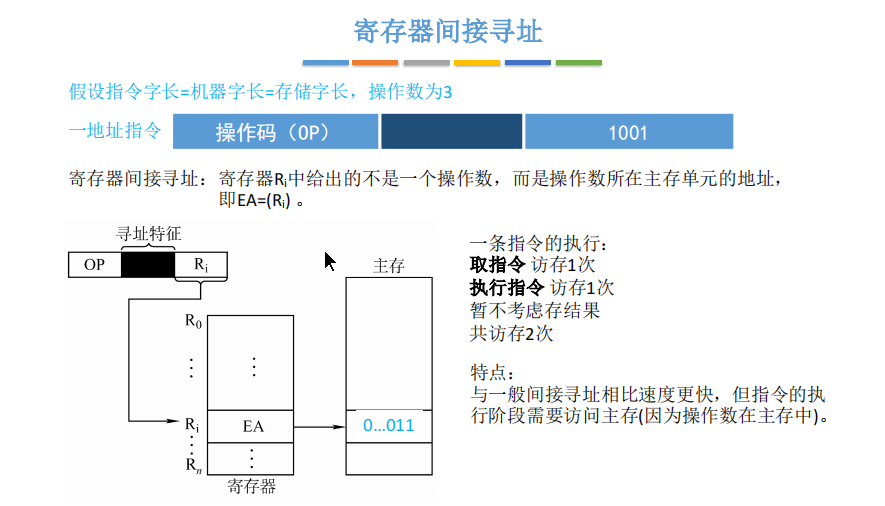 寄存器间接寻址
假设指令字长=机器字长=存储字长，操作数为3
一地址指令 操作码（OP） 1001
寄存器间接寻址：寄存器Ri中给出的不是一个操作数，而是操作数所在主存单元的地址，
即EA=(Ri) 。
寻址特征
OP Ri
主存
R0
⋮ ⋮
Ri EA 0…011
⋮
Rn ⋮
寄存器
一条指令的执行：
取指令 访存1次
执行指令 访存1次
暂不考虑存结果
共访存2次
特点：
与一般间接寻址相比速度更快，但指令的执
行阶段需要访问主存(因为操作数在主存中)。